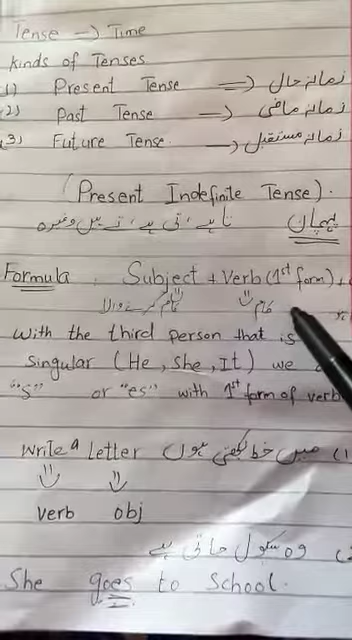 Tense → Time
Kinds of Tenses
1) Present Tense ⇒ زمانہ حال
2) Past Tense → زمانہ ماضی
3) Future Tense → زمانہ مستقبل
(Present Indefinite Tense).
پہچان تا ہے، تی ہے، تے ہیں وغیرہ
Formula : Subject + Verb (1st form) +
کام کرنے والا کام
With the third person that is
Singular (He, She, It) we
"s" or "es" with 1st form of verb
1) میں خط لکھتی ہوں Write a Letter
verb obj
وہ سکول جاتی ہے
She goes to School.